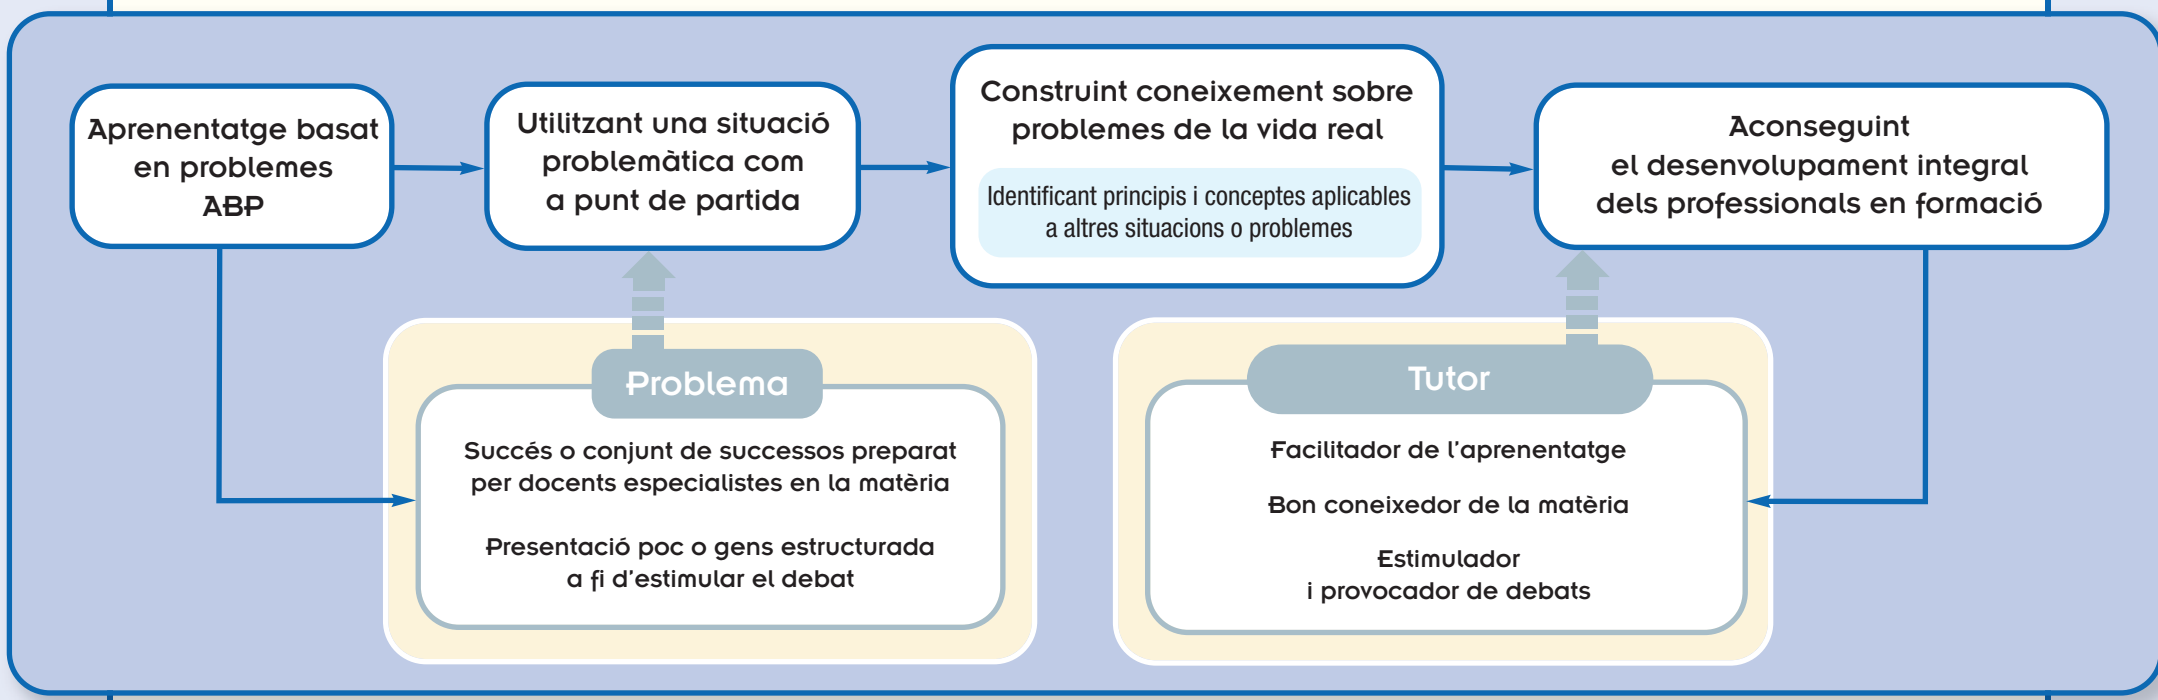 Aprenentatge basat
en problemes
ABP
Utilitzant una situació
problemàtica com
a punt de partida
Construint coneixement sobre
problemes de la vida real
Identificant principis i conceptes aplicables
a altres situacions o problemes
Aconseguint
el desenvolupament integral
dels professionals en formació
Problema
Succés o conjunt de successos preparat
per docents especialistes en la matèria
Presentació poc o gens estructurada
a fi d'estimular el debat
Tutor
Facilitador de l'aprenentatge
Bon coneixedor de la matèria
Estimulador
i provocador de debats